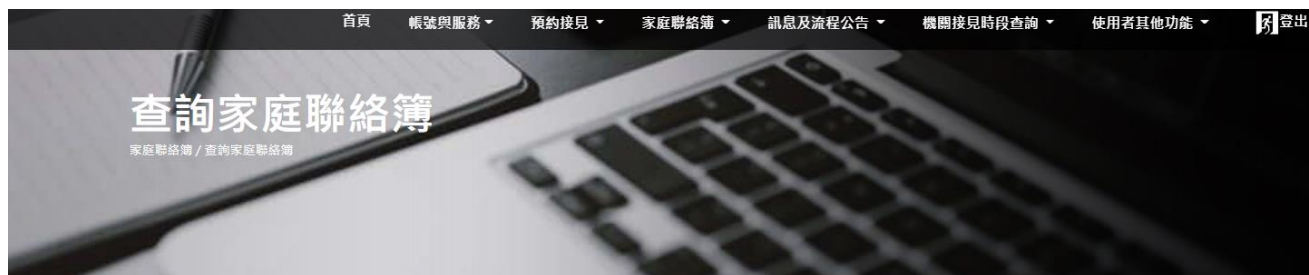 首頁 帳號與服務 預約接見 家庭聯絡簿 訊息及流程公告 機關接見時段查詢 使用者其他功能 登出
查詢家庭聯絡簿
家庭聯絡簿 / 查詢家庭聯絡簿